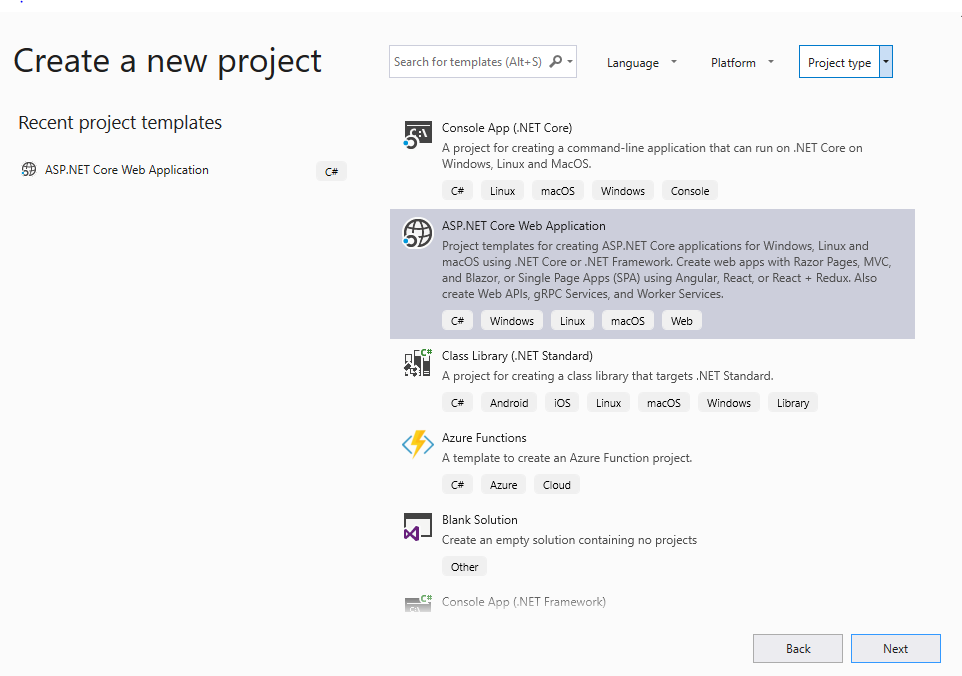 Create a new project
Search for templates (Alt+S)
Language
Platform
Project type
Recent project templates
ASP.NET Core Web Application
C#
Console App (.NET Core)
A project for creating a command-line application that can run on .NET Core on
Windows, Linux and MacOS.
C# Linux macOS Windows Console
ASP.NET Core Web Application
Project templates for creating ASP.NET Core applications for Windows, Linux and
macOS using .NET Core or .NET Framework. Create web apps with Razor Pages, MVC,
and Blazor, or Single Page Apps (SPA) using Angular, React, or React + Redux. Also
create Web APIs, gRPC Services, and Worker Services.
C# Windows Linux macOS Web
Class Library (.NET Standard)
A project for creating a class library that targets .NET Standard.
C# Android iOS Linux macOS Windows Library
Azure Functions
A template to create an Azure Function project.
C# Azure Cloud
Blank Solution
Create an empty solution containing no projects
Other
Console App (.NET Framework)
Back
Next